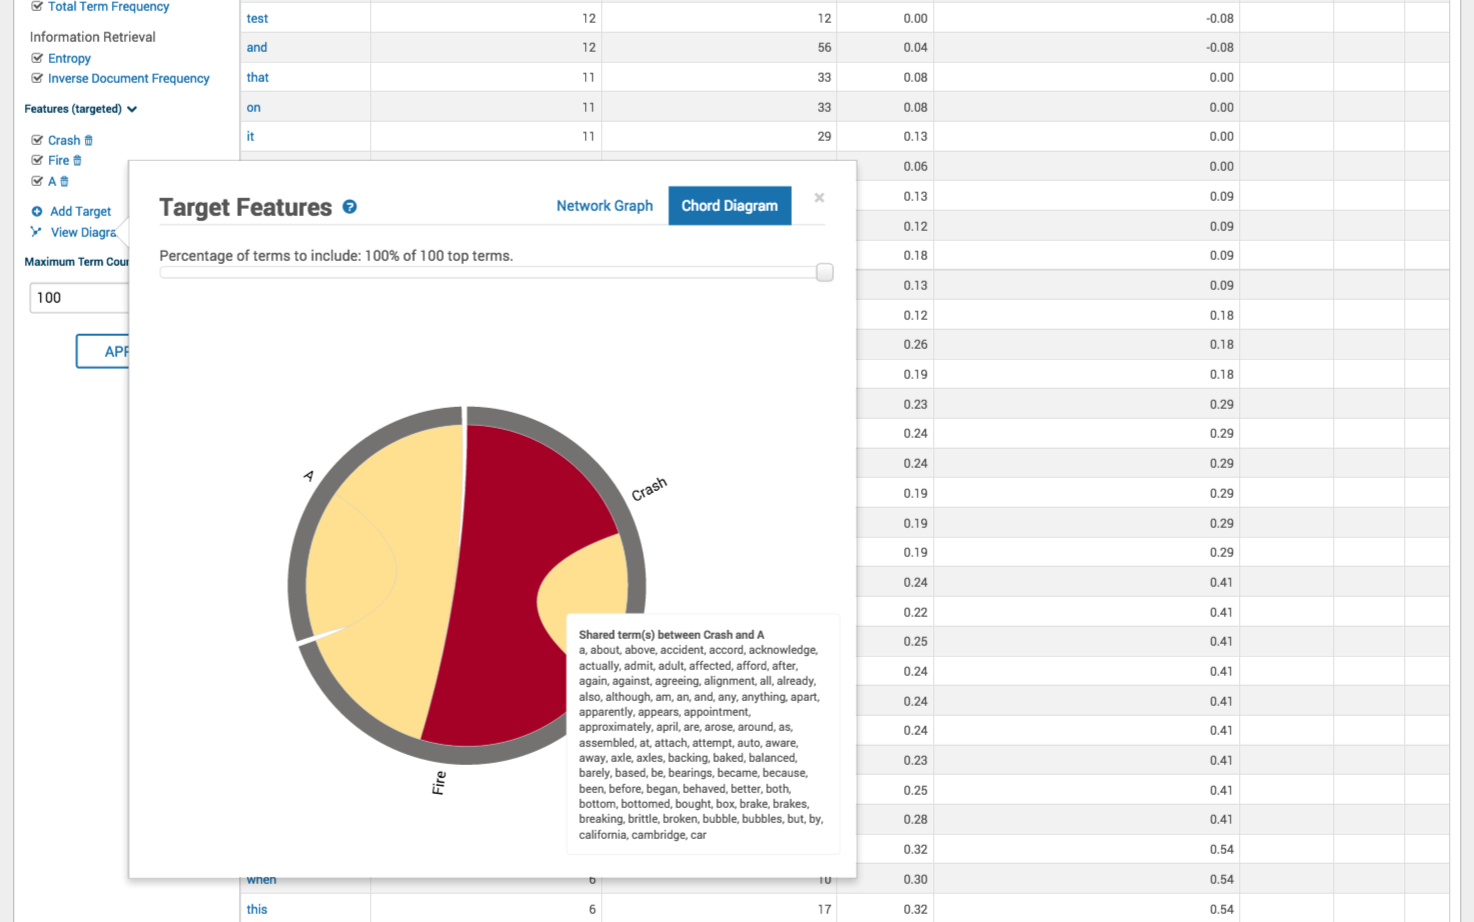 Total Term Frequency
Information Retrieval
Entropy
Inverse Document Frequency
Features (targeted)
Crash
Fire
A
Add Target
View Diagra
Maximum Term Cour
100
APP
test 12 12 0.00 -0.08
and 12 56 0.04 -0.08
that 11 33 0.08 0.00
on 11 33 0.08 0.00
it 11 29 0.13 0.00
0.06 0.00
0.13 0.09
0.12 0.09
0.18 0.09
0.13 0.09
0.12 0.18
0.26 0.18
0.19 0.18
0.23 0.29
0.24 0.29
0.24 0.29
0.19 0.29
0.19 0.29
0.19 0.29
0.24 0.41
0.22 0.41
0.25 0.41
0.24 0.41
0.24 0.41
0.24 0.41
0.23 0.41
0.25 0.41
0.28 0.41
0.32 0.54
when 6 10 0.30 0.54
this 6 17 0.32 0.54
Target Features ?
Network Graph
Chord Diagram
×
Percentage of terms to include: 100% of 100 top terms.
A
Crash
Fire
Shared term(s) between Crash and A
a, about, above, accident, accord, acknowledge,
actually, admit, adult, affected, afford, after,
again, against, agreeing, alignment, all, already,
also, although, am, an, and, any, anything, apart,
apparently, appears, appointment,
approximately, april, are, arose, around, as,
assembled, at, attach, attempt, auto, aware,
away, axle, axles, backing, baked, balanced,
barely, based, be, bearings, became, because,
been, before, began, behaved, better, both,
bottom, bottomed, bought, box, brake, brakes,
breaking, brittle, broken, bubble, bubbles, but, by,
california, cambridge, car